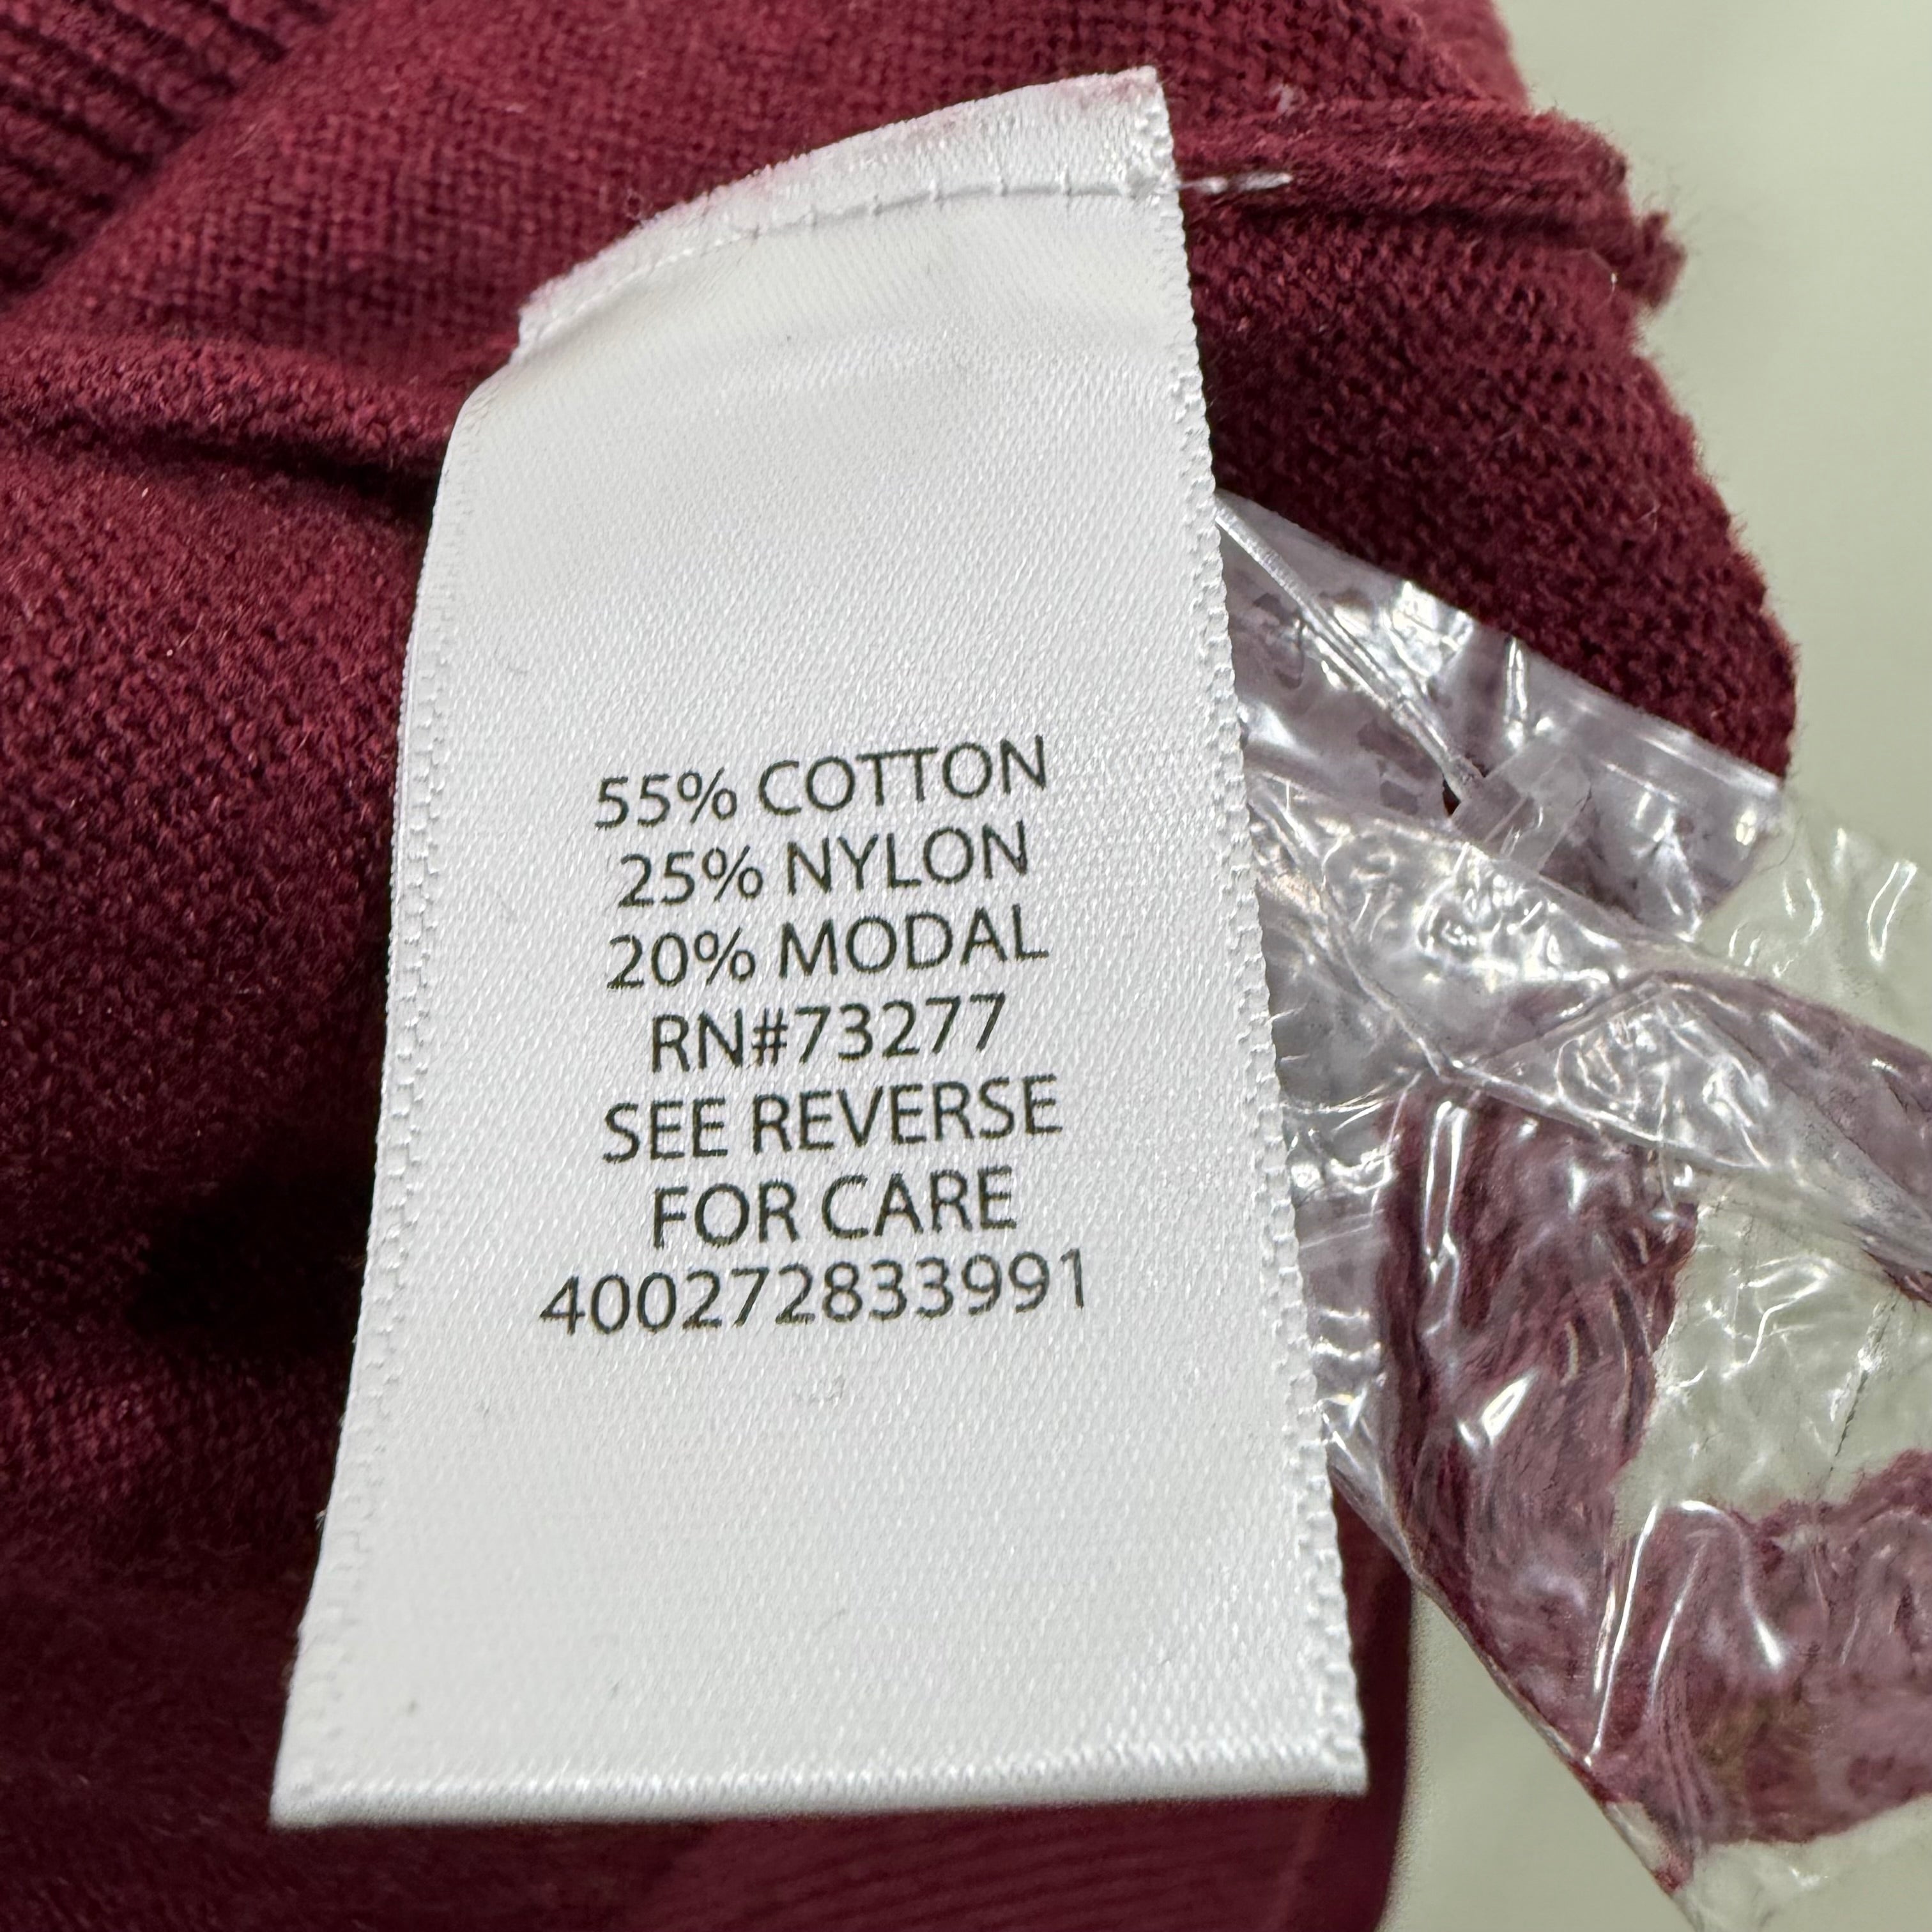 55% COTTON
25% NYLON
20% MODAL
RN#73277
SEE REVERSE
FOR CARE
400272833991